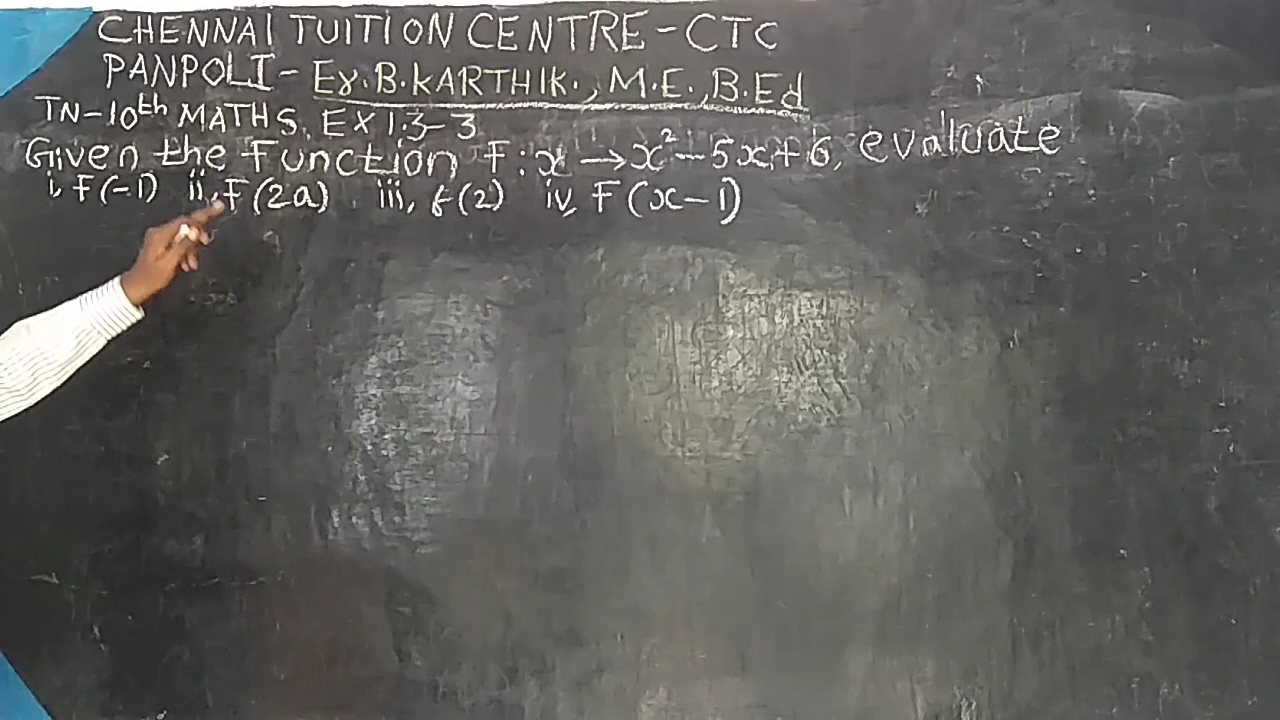 CHENNAI TUITION CENTRE-CTC
PANPOLI- Er.B.KARTHIK., M.E., B.Ed
TN-10th MATHS. EX 1.3-3
Given the function f : x → x² - 5x + 6, evaluate
i, f(-1) ii, f(2a) iii, f(2) iv, f(x-1)